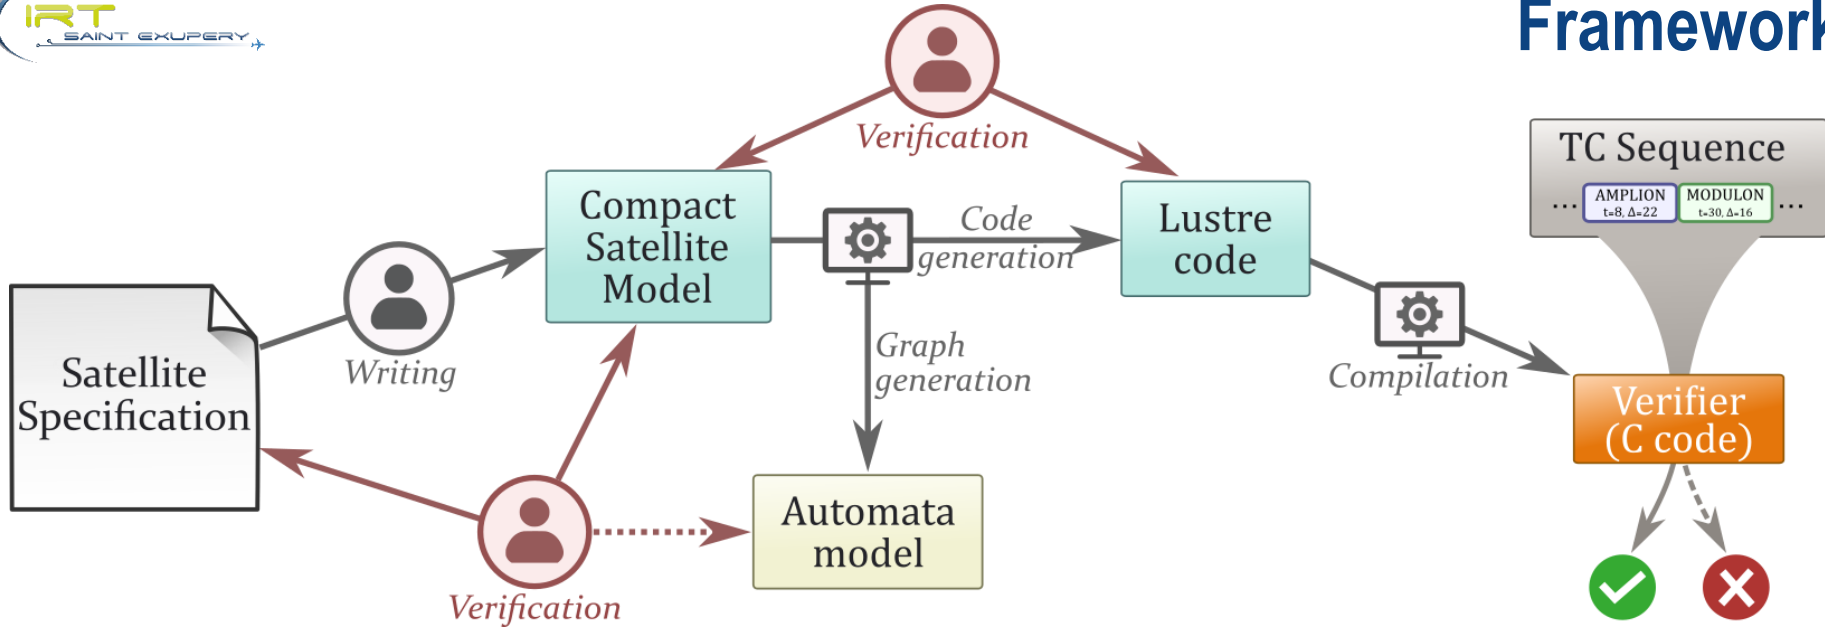 IRT
SAINT EXUPERY
Framework
Verification
TC Sequence
... AMPLION MODULON ...
t=8, Δ=22 t=30, Δ=16
Compact
Satellite
Model
Code
generation
Lustre
code
Writing
Satellite
Specification
Graph
generation
Compilation
Verifier
(C code)
Automata
model
Verification